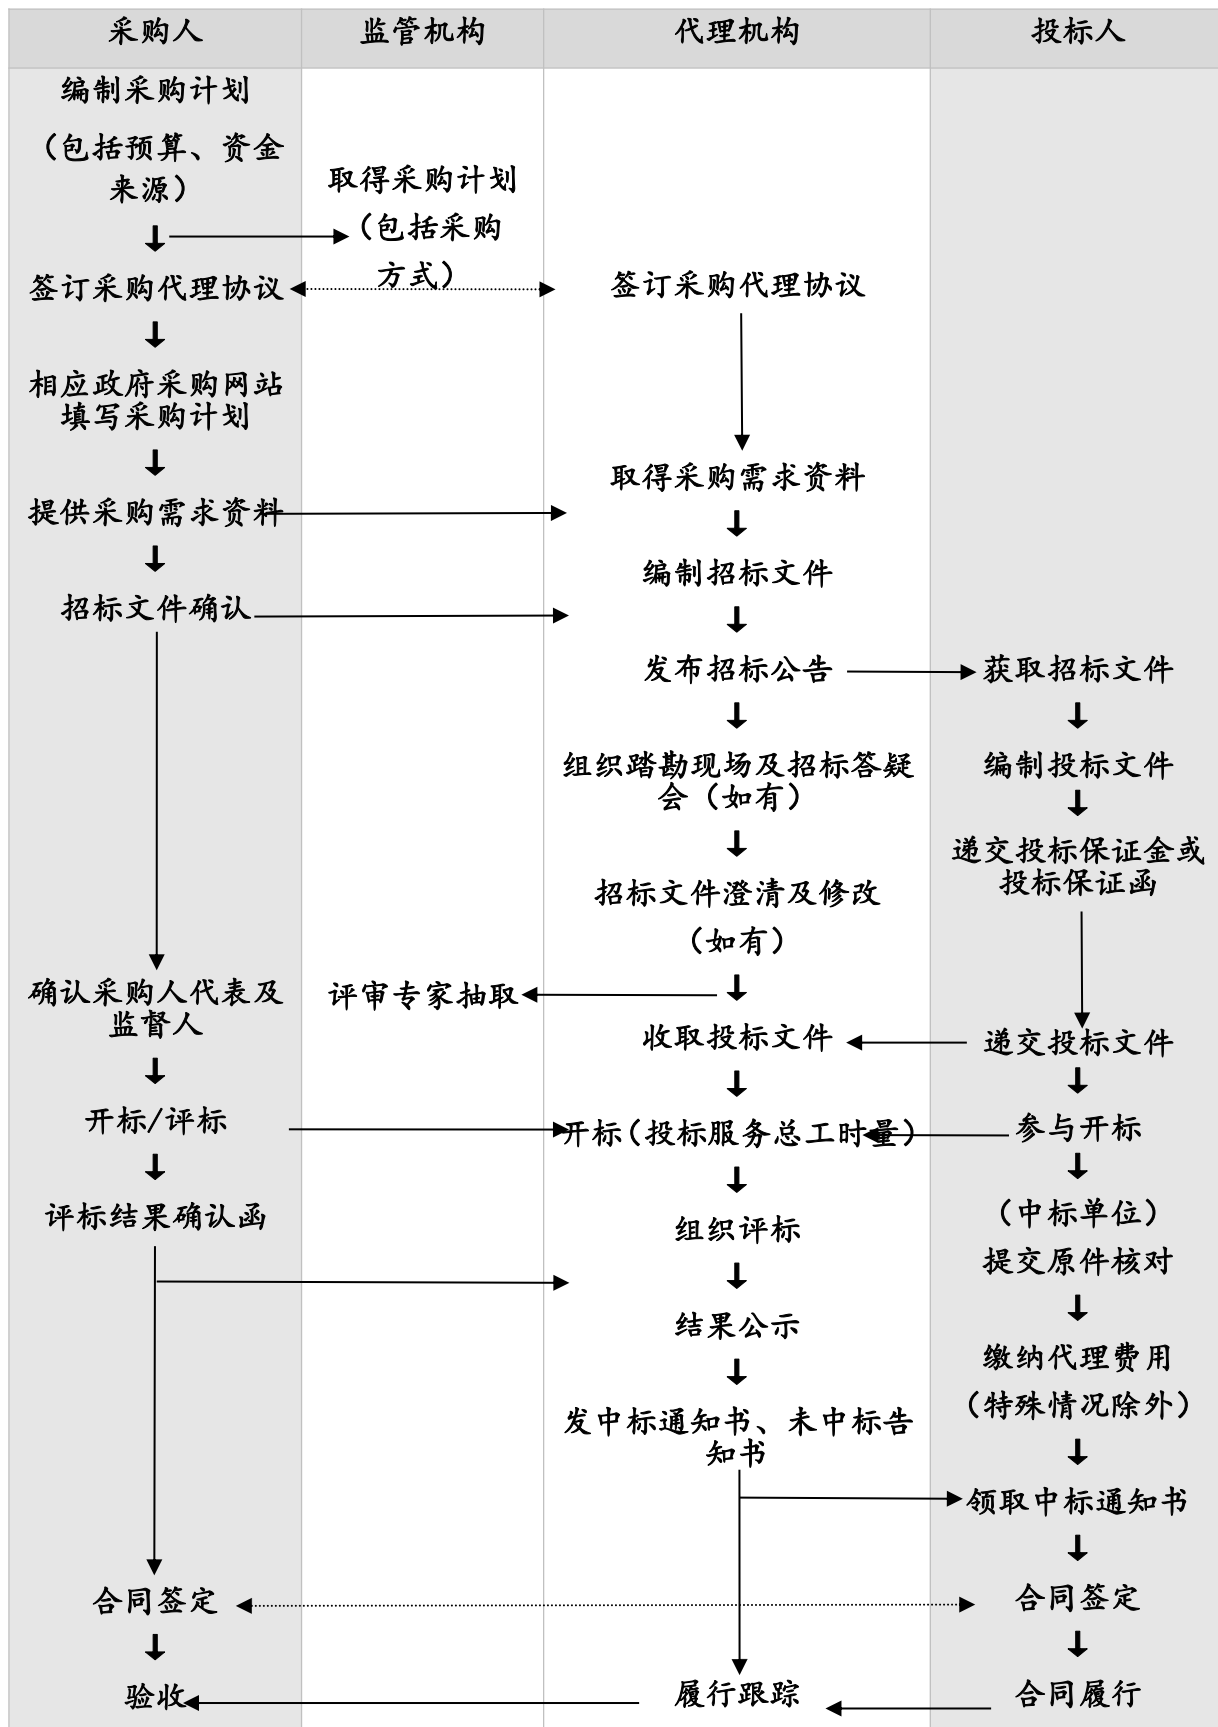 采购人
监管机构
代理机构
投标人
编制采购计划
（包括预算、资金
来源）
签订采购代理协议
相应政府采购网站
填写采购计划
提供采购需求资料
招标文件确认
确认采购人代表及
监督人
开标/评标
评标结果确认函
合同签定
验收
取得采购计划
（包括采购
方式）
评审专家抽取
签订采购代理协议
取得采购需求资料
编制招标文件
发布招标公告
组织踏勘现场及招标答疑
会（如有）
招标文件澄清及修改
（如有）
收取投标文件
开标（投标服务总工时量）
组织评标
结果公示
发中标通知书、未中标告
知书
履行跟踪
获取招标文件
编制投标文件
递交投标保证金或
投标保证函
递交投标文件
参与开标
（中标单位）
提交原件核对
缴纳代理费用
（特殊情况除外）
领取中标通知书
合同签定
合同履行